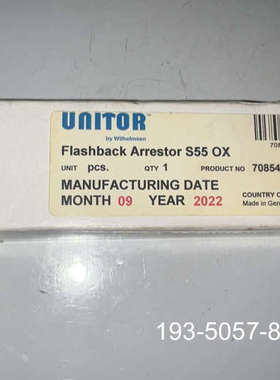 UNITOR
by Wilhelmsen
Flashback Arrestor S55 OX
UNIT pcs. QTY 1 PRODUCT NO 70854
MANUFACTURING DATE
MONTH 09 YEAR 2022
COUNTRY O
Made in Ger
193-5057-8